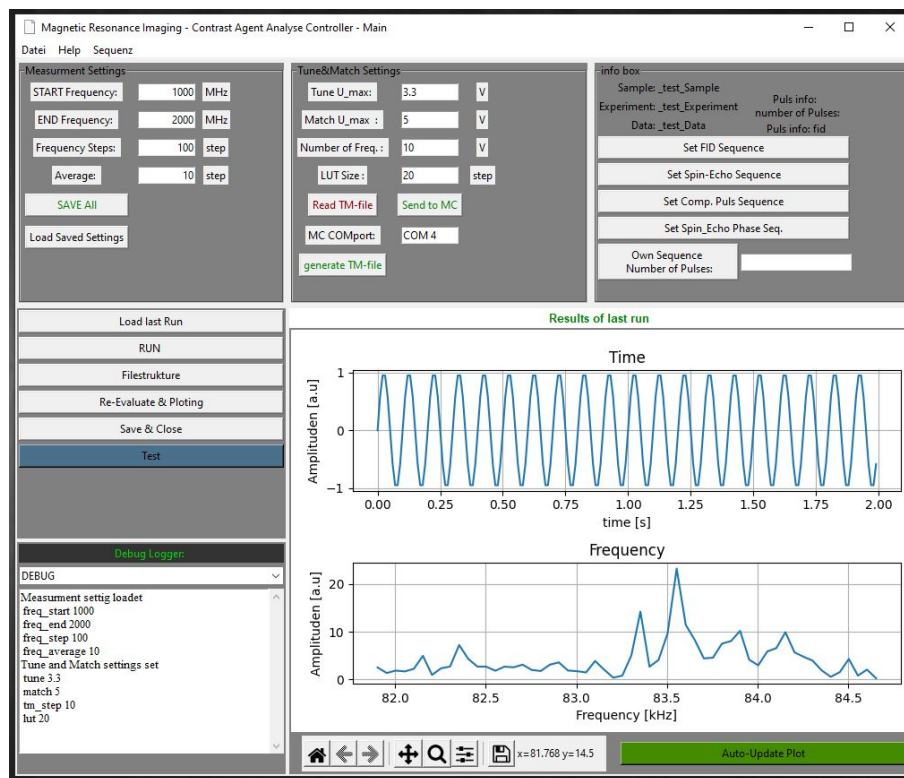 Magnetic Resonance Imaging - Contrast Agent Analyse Controller - Main
Datei Help Sequenz
Measurment Settings
START Frequency: 1000 MHz
END Frequency: 2000 MHz
Frequency Steps: 100 step
Average: 10 step
SAVE All
Load Saved Settings
Tune&Match Settings
Tune U_max: 3.3 V
Match U_max : 5 V
Number of Freq. : 10 V
LUT Size : 20 step
Read TM-file Send to MC
MC COMport: COM 4
generate TM-file
info box
Sample: _test_Sample
Experiment: _test_Experiment
Data: _test_Data
Puls info:
number of Pulses:
Puls info: fid
Set FID Sequence
Set Spin-Echo Sequence
Set Comp. Puls Sequence
Set Spin_Echo Phase Seq.
Own Sequence
Number of Pulses:
Load last Run
RUN
Filestrukture
Re-Evaluate & Ploting
Save & Close
Test
Debug Logger:
DEBUG
Measurment settig loadet
freq_start 1000
freq_end 2000
freq_step 100
freq_average 10
Tune and Match settings set
tune 3.3
match 5
tm_step 10
lut 20
Results of last run
Time
Amplituden [a.u]
1
0
−1
0.00 0.25 0.50 0.75 1.00 1.25 1.50 1.75 2.00
time [s]
Frequency
Amplituden [a.u]
20
10
0
82.0 82.5 83.0 83.5 84.0 84.5
Frequency [kHz]
x=81.768 y=14.5
Auto-Update Plot